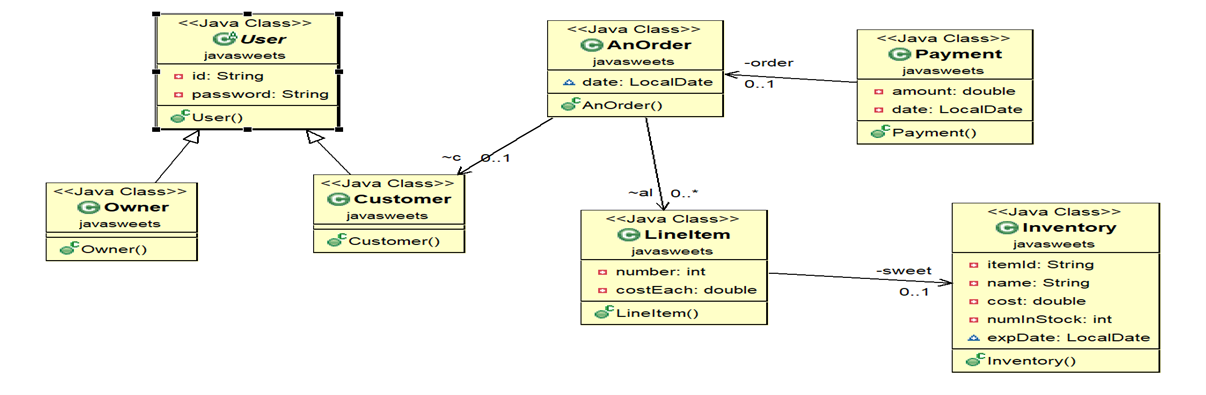 <<Java Class>>
User
javasweets
id: String
password: String
User()
<<Java Class>>
AnOrder
javasweets
date: LocalDate
AnOrder()
<<Java Class>>
Payment
javasweets
amount: double
date: LocalDate
Payment()
-order
0..1
~c 0..1
~al 0..*
<<Java Class>>
Owner
javasweets
Owner()
<<Java Class>>
Customer
javasweets
Customer()
<<Java Class>>
LineItem
javasweets
number: int
costEach: double
LineItem()
-sweet
0..1
<<Java Class>>
Inventory
javasweets
itemId: String
name: String
cost: double
numInStock: int
expDate: LocalDate
Inventory()